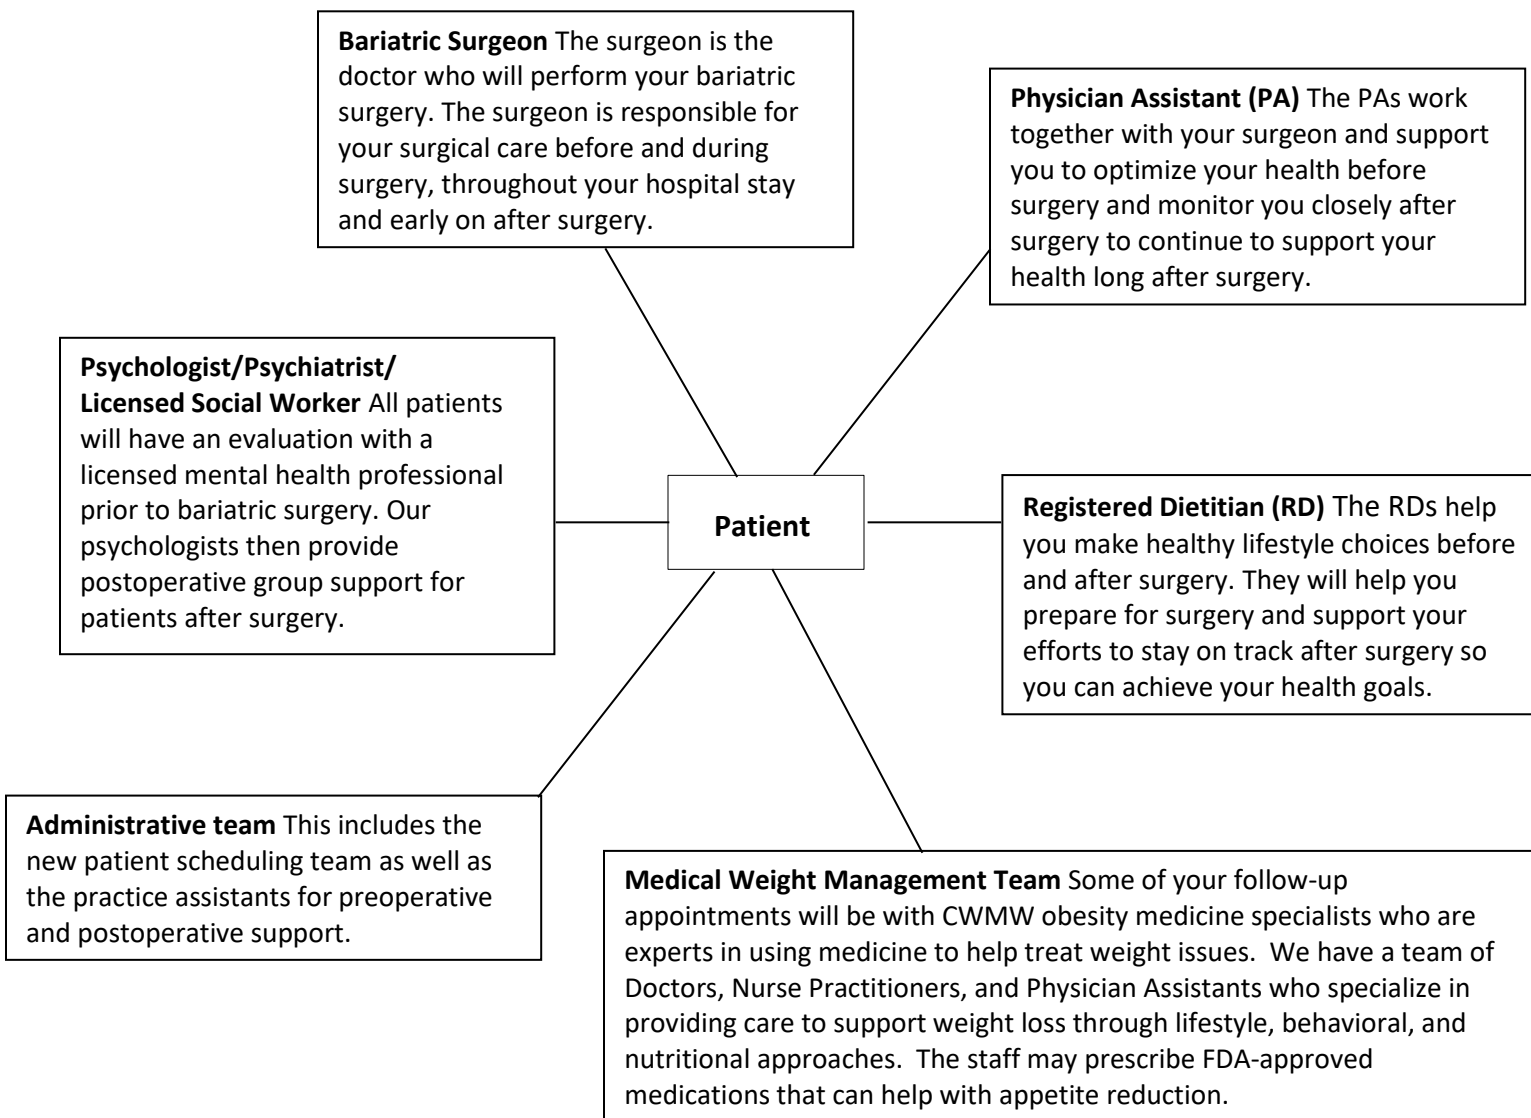 Bariatric Surgeon The surgeon is the
doctor who will perform your bariatric
surgery. The surgeon is responsible for
your surgical care before and during
surgery, throughout your hospital stay
and early on after surgery.
Physician Assistant (PA) The PAs work
together with your surgeon and support
you to optimize your health before
surgery and monitor you closely after
surgery to continue to support your
health long after surgery.
Psychologist/Psychiatrist/
Licensed Social Worker All patients
will have an evaluation with a
licensed mental health professional
prior to bariatric surgery. Our
psychologists then provide
postoperative group support for
patients after surgery.
Patient
Registered Dietitian (RD) The RDs help
you make healthy lifestyle choices before
and after surgery. They will help you
prepare for surgery and support your
efforts to stay on track after surgery so
you can achieve your health goals.
Administrative team This includes the
new patient scheduling team as well as
the practice assistants for preoperative
and postoperative support.
Medical Weight Management Team Some of your follow-up
appointments will be with CWMW obesity medicine specialists who are
experts in using medicine to help treat weight issues.  We have a team of
Doctors, Nurse Practitioners, and Physician Assistants who specialize in
providing care to support weight loss through lifestyle, behavioral, and
nutritional approaches.  The staff may prescribe FDA-approved
medications that can help with appetite reduction.